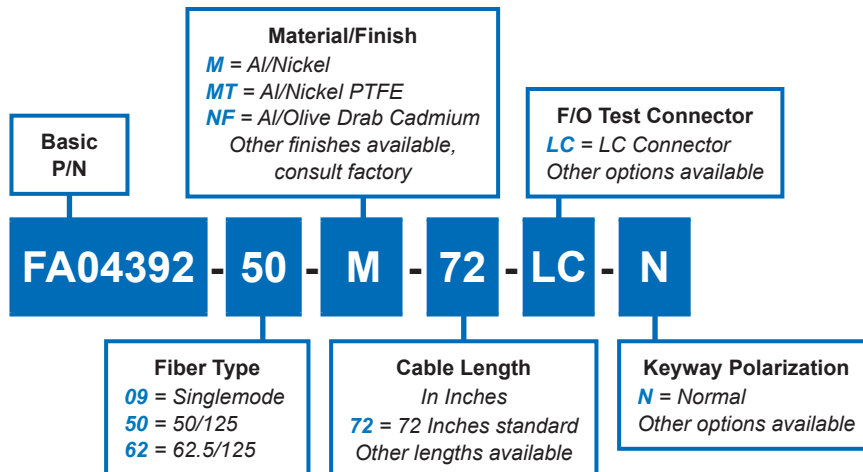 Material/Finish
M = Al/Nickel
MT = Al/Nickel PTFE
NF = Al/Olive Drab Cadmium
Other finishes available,
consult factory
F/O Test Connector
LC = LC Connector
Other options available
Basic
P/N
FA04392 - 50 - M - 72 - LC - N
Fiber Type
09 = Singlemode
50 = 50/125
62 = 62.5/125
Cable Length
In Inches
72 = 72 Inches standard
Other lengths available
Keyway Polarization
N = Normal
Other options available